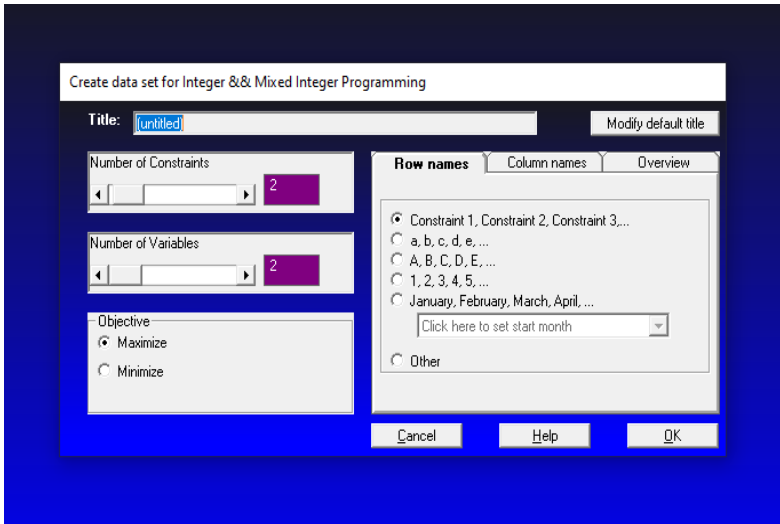 Create data set for Integer && Mixed Integer Programming
Title: (untitled)
Modify default title
Number of Constraints
2
Number of Variables
2
Objective
Maximize
Minimize
Row names
Column names
Overview
Constraint 1, Constraint 2, Constraint 3,...
a, b, c, d, e, ...
A, B, C, D, E, ...
1, 2, 3, 4, 5, ...
January, February, March, April, ...
Click here to set start month
Other
Cancel
Help
OK